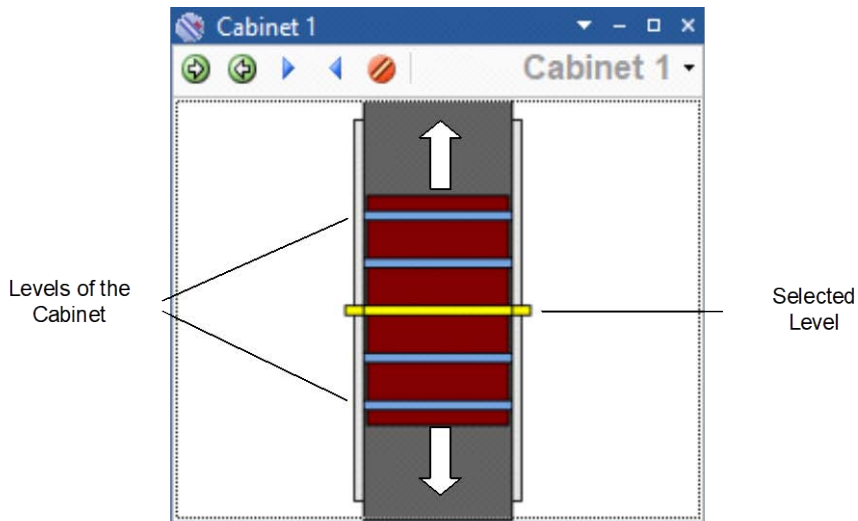 Cabinet 1
Cabinet 1
Levels of the
Cabinet
Selected
Level